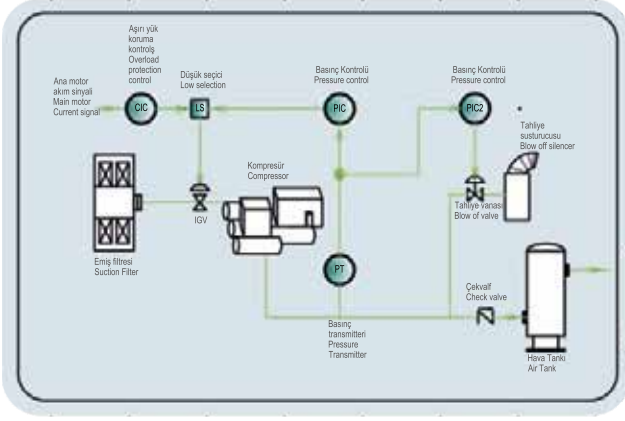 Aşırı yük
koruma
kontrolş
Overload
protection
control
Ana motor
akım sinyali
Main motor
Current signal
CIC
Düşük seçici
Low selection
LS
Basınç Kontrolü
Pressure control
PIC
Basınç Kontrolü
Pressure control
PIC2
Tahliye
susturucusu
Blow off silencer
Kompresür
Compressor
IGV
Tahliye vanası
Blow of valve
Emiş filtresi
Suction Filter
PT
Çekvalf
Check valve
Basınç
transmitteri
Pressure
Transmitter
Hava Tankı
Air Tank